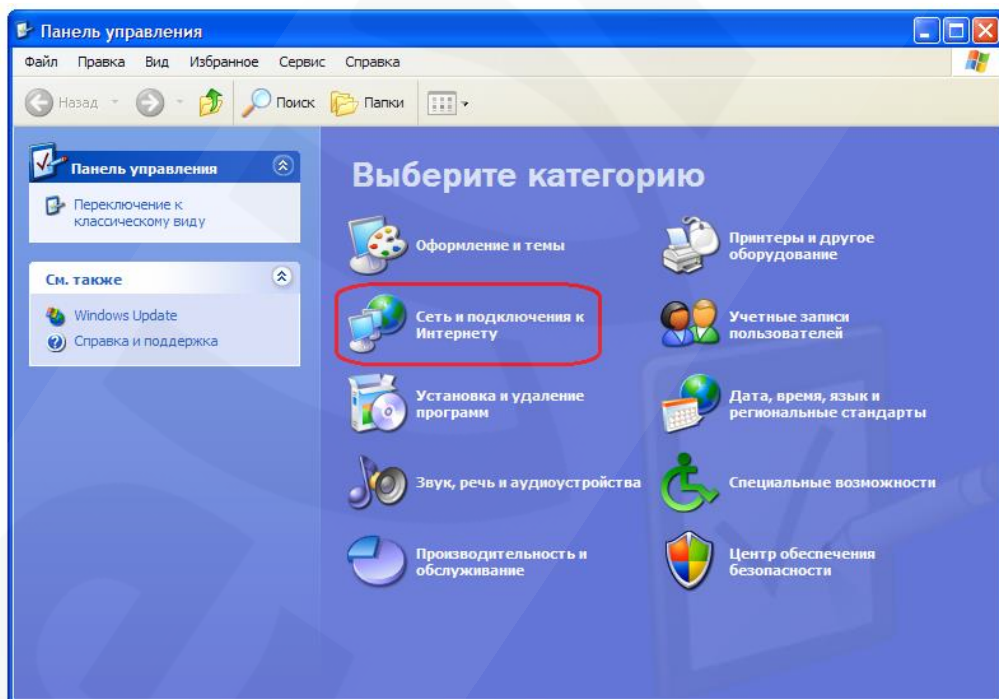 Панель управления
Файл Правка Вид Избранное Сервис Справка
Назад Поиск Папки
Панель управления
Переключение к
классическому виду
См. также
Windows Update
Справка и поддержка
Выберите категорию
Оформление и темы
Принтеры и другое
оборудование
Сеть и подключения к
Интернету
Учетные записи
пользователей
Установка и удаление
программ
Дата, время, язык и
региональные стандарты
Звук, речь и аудиоустройства
Специальные возможности
Производительность и
обслуживание
Центр обеспечения
безопасности